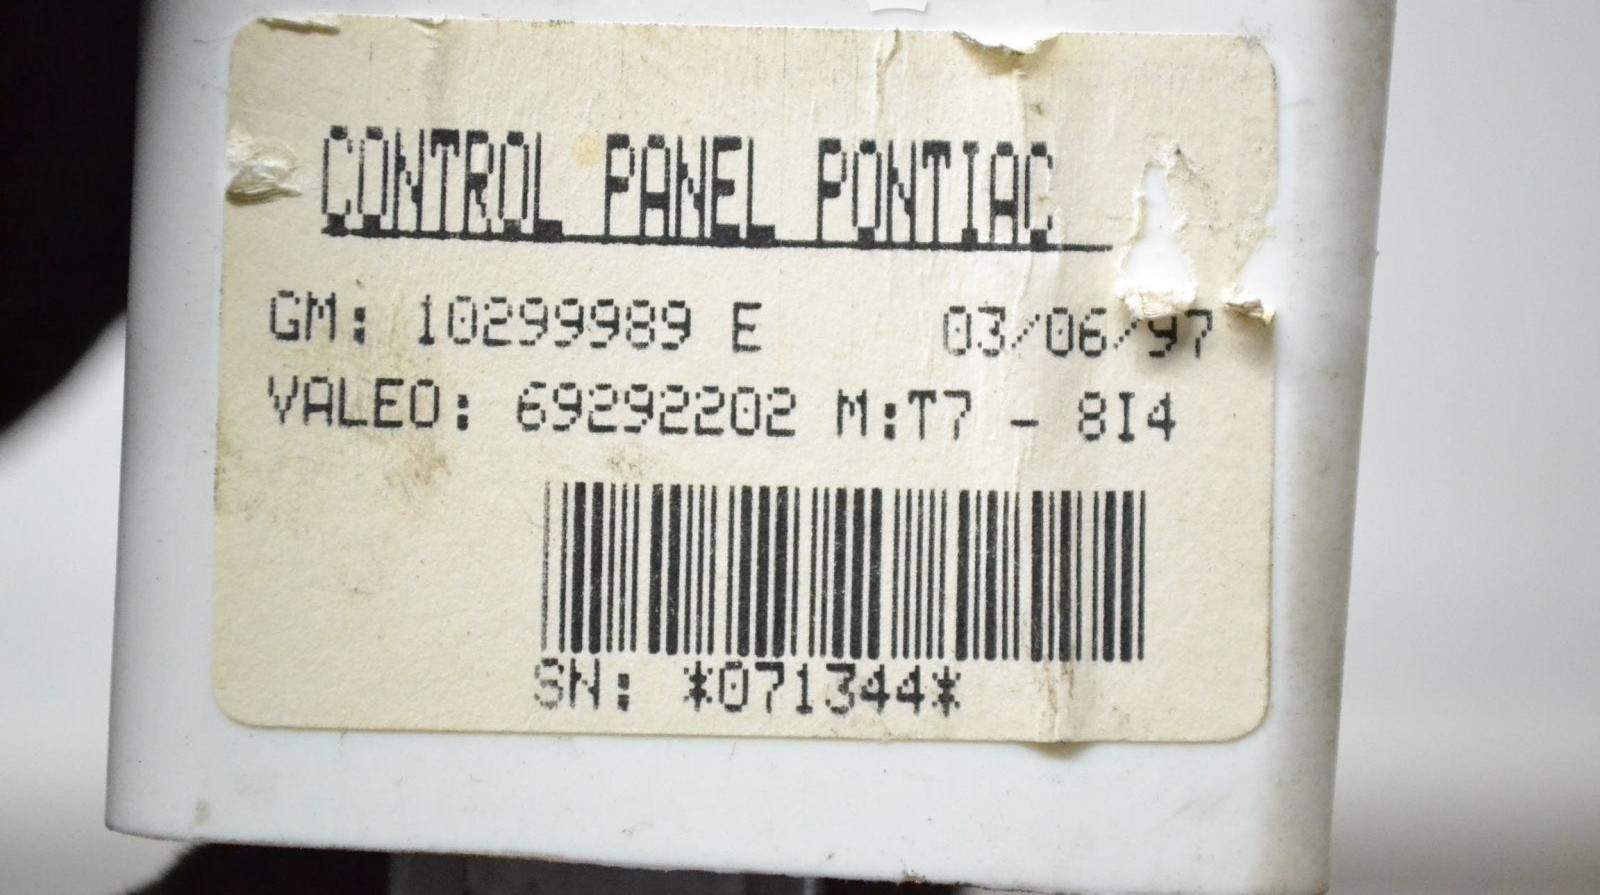 CONTROL PANEL PONTIAC
GM: 10299989 E 03/06/97
VALEO: 69292202 M:T7 - 8I4
SN: *071344*